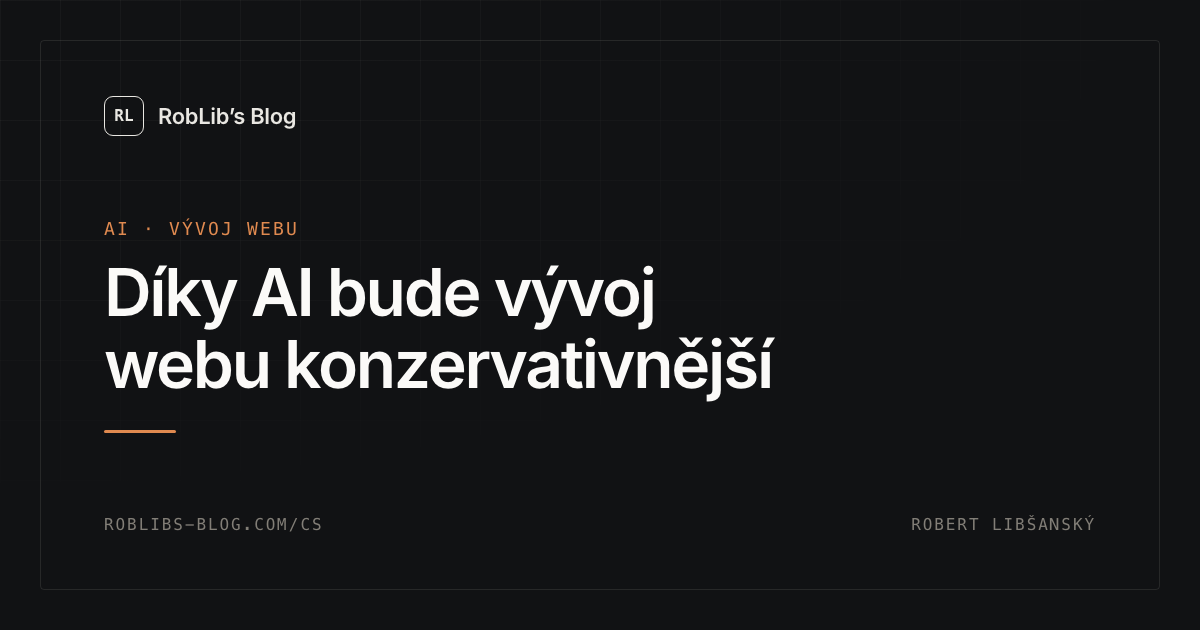 RL RobLib’s Blog
AI · VÝVOJ WEBU
Díky AI bude vývoj
webu konzervativnější
ROBLIBS-BLOG.COM/CS
ROBERT LIBŠANSKÝ